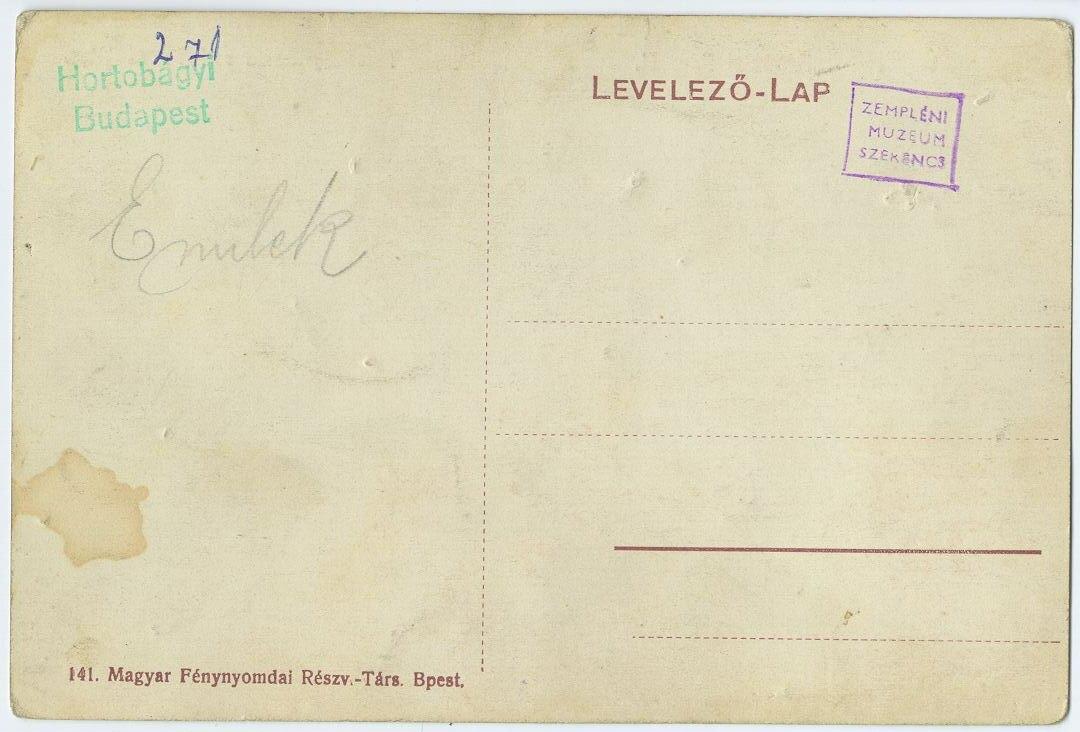 271
Hortobágyi
Budapest
LEVELEZŐ-LAP
ZEMPLÉNI
MUZEUM
SZERENCS
Emlék
141. Magyar Fénynyomdai Részv.-Társ. Bpest.